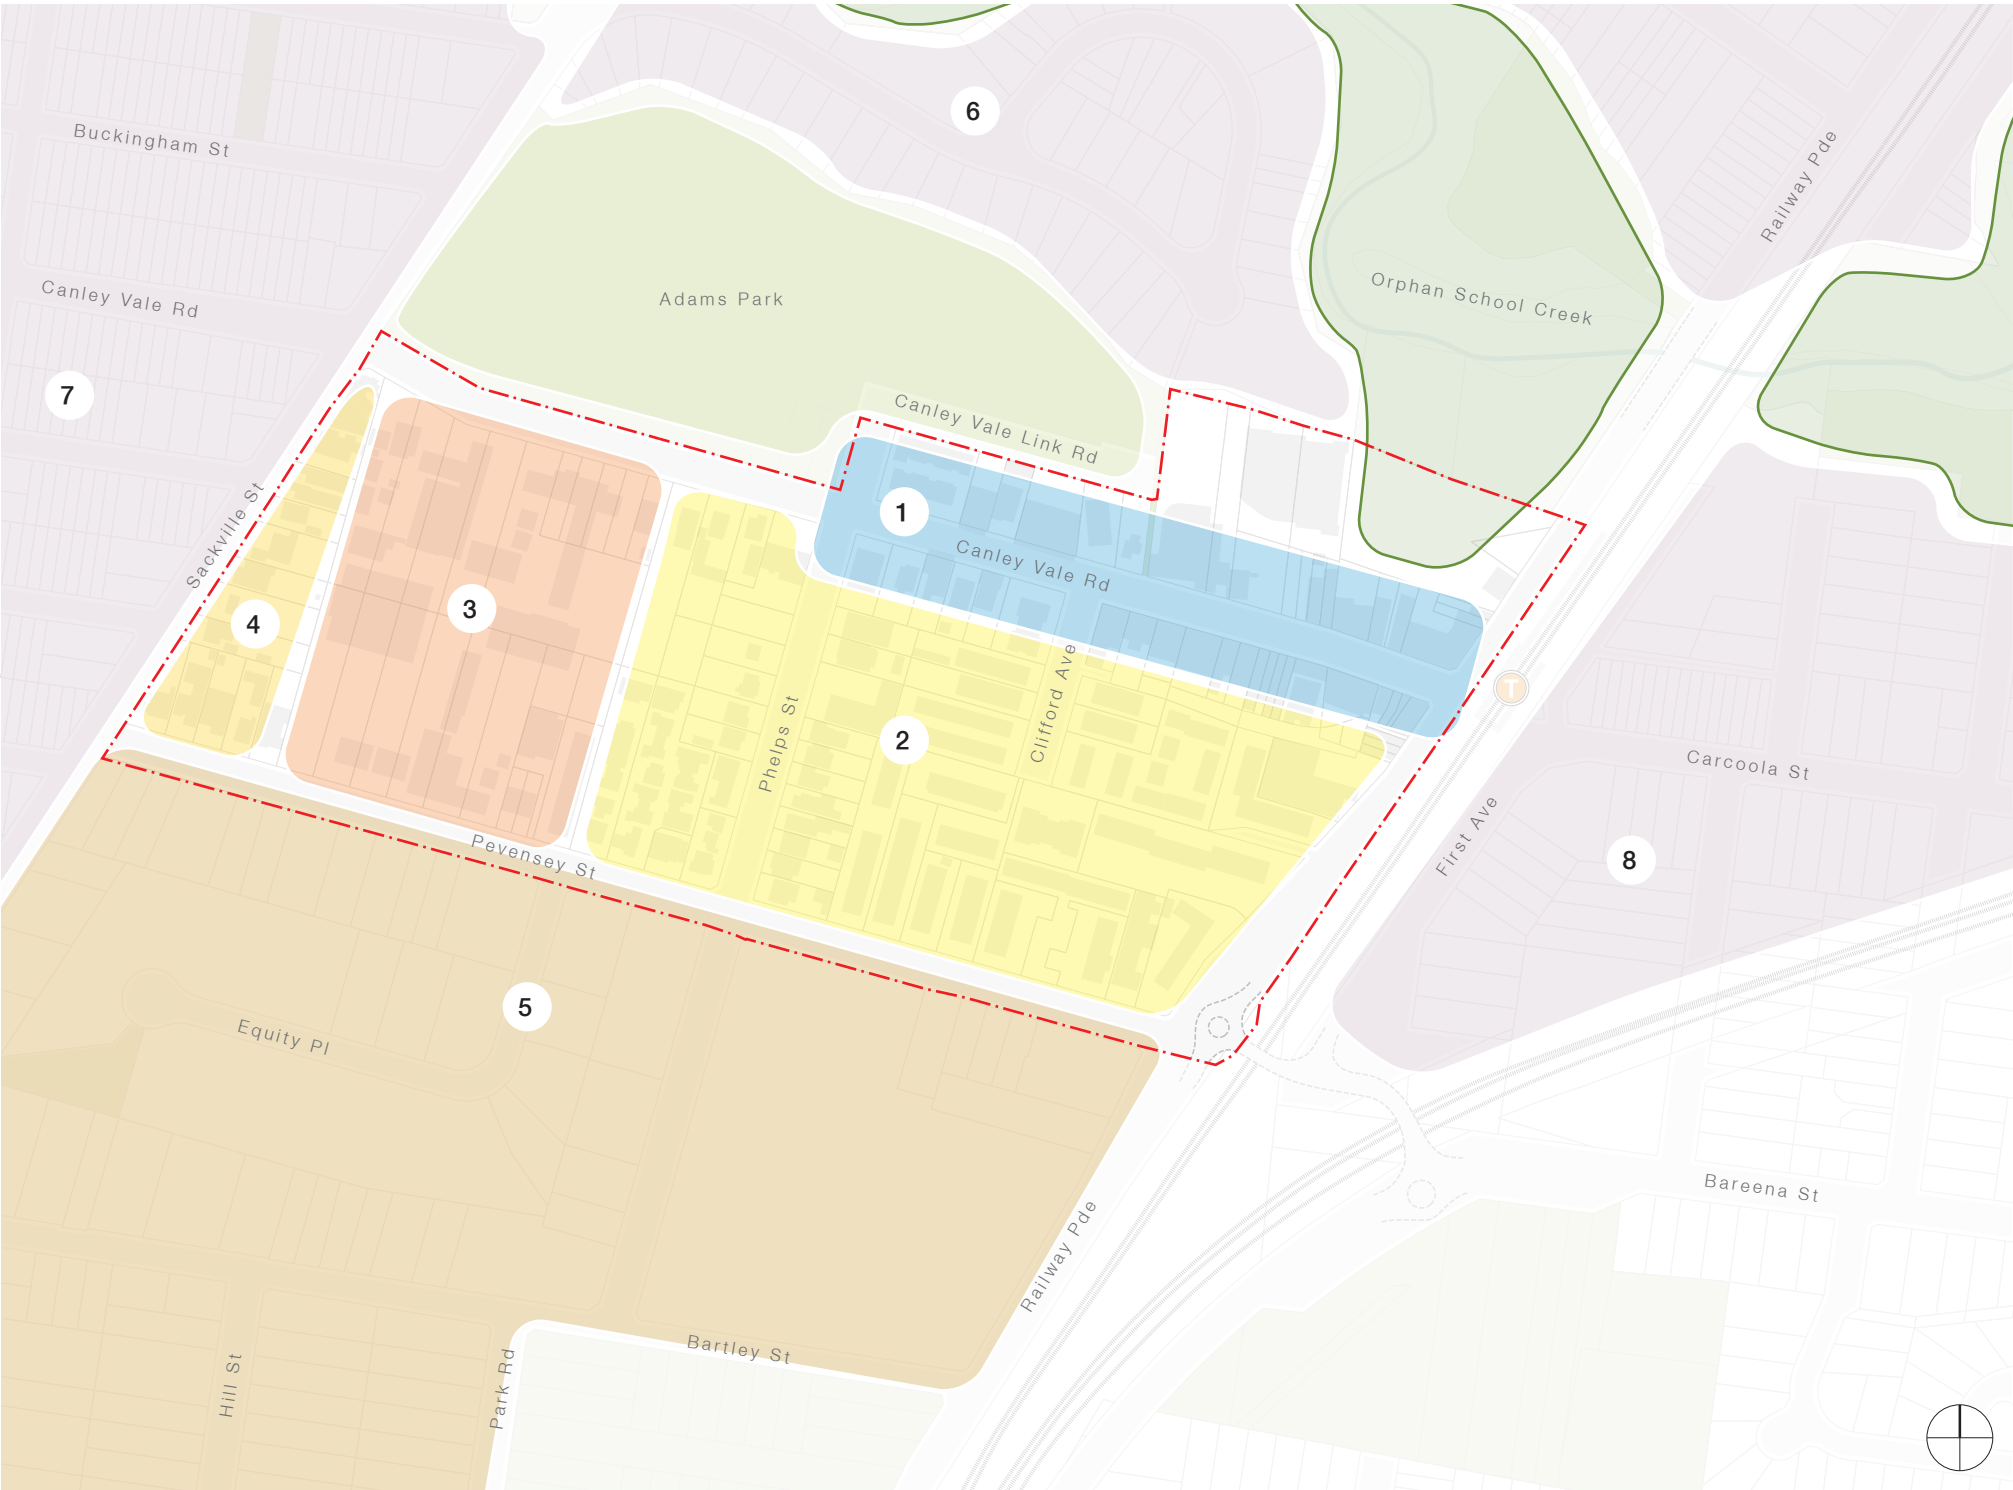 6
Buckingham St
Railway Pde
Canley Vale Rd
Adams Park
Orphan School Creek
7
Canley Vale Link Rd
1
Sackville St
Canley Vale Rd
3
4
T
Clifford Ave
Phelps St
2
Carcoola St
First Ave
Pevensey St
8
5
Equity Pl
Bareena St
Railway Pde
Bartley St
Hill St
Park Rd